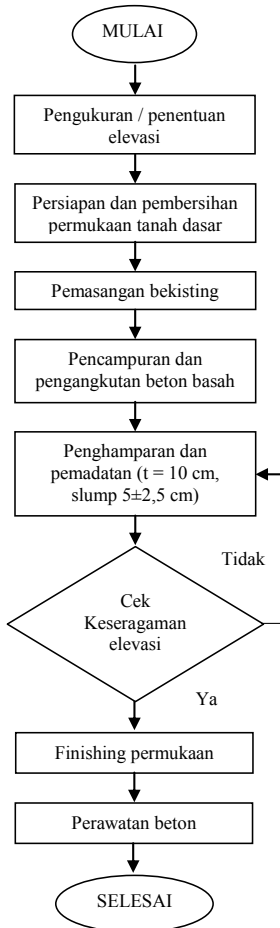 MULAI
Pengukuran / penentuan
elevasi
Persiapan dan pembersihan
permukaan tanah dasar
Pemasangan bekisting
Pencampuran dan
pengangkutan beton basah
Penghamparan dan
pemadatan (t = 10 cm,
slump 5±2,5 cm)
Tidak
Cek
Keseragaman
elevasi
Ya
Finishing permukaan
Perawatan beton
SELESAI